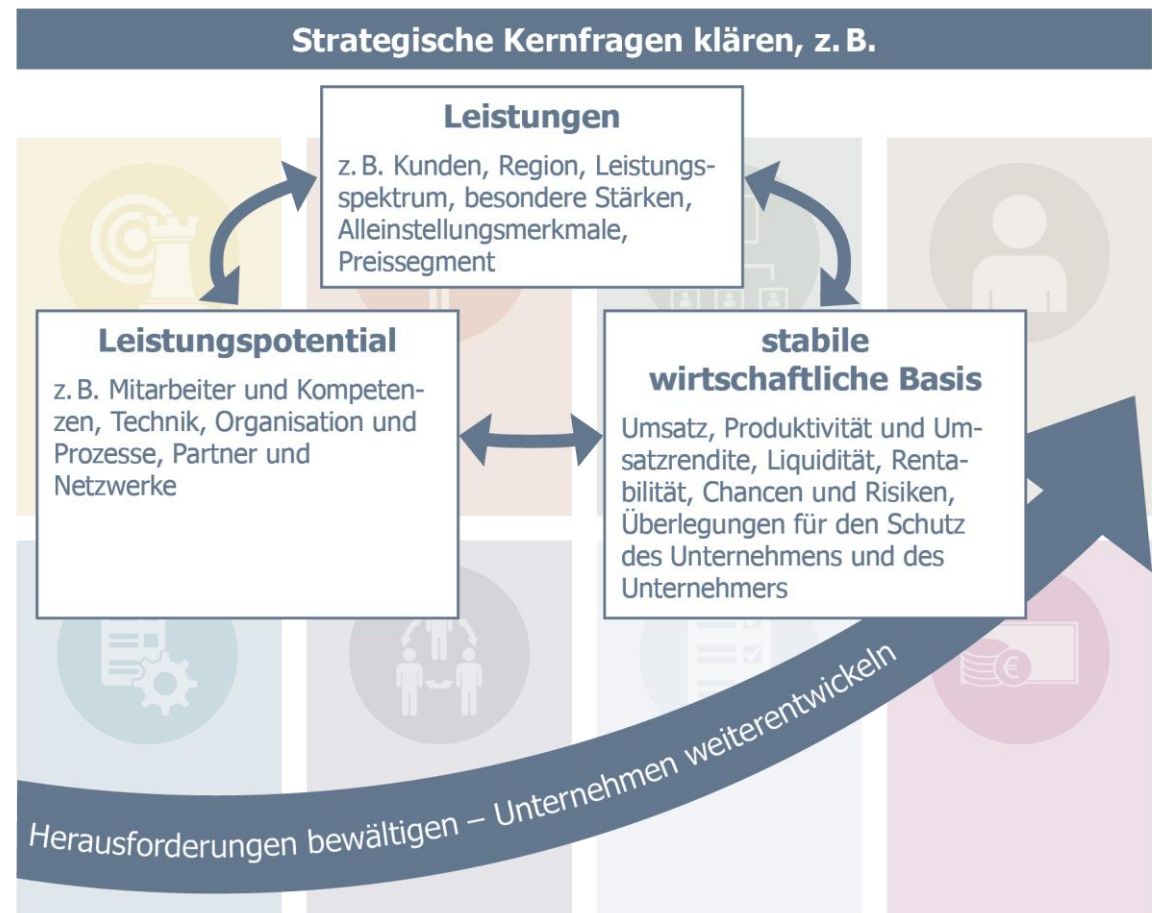 Strategische Kernfragen klären, z. B.
Leistungen
z. B. Kunden, Region, Leistungs-
spektrum, besondere Stärken,
Alleinstellungsmerkmale,
Preissegment
Leistungspotential
z. B. Mitarbeiter und Kompeten-
zen, Technik, Organisation und
Prozesse, Partner und
Netzwerke
stabile
wirtschaftliche Basis
Umsatz, Produktivität und Um-
satzrendite, Liquidität, Renta-
bilität, Chancen und Risiken,
Überlegungen für den Schutz
des Unternehmens und des
Unternehmers
Herausforderungen bewältigen – Unternehmen weiterentwickeln